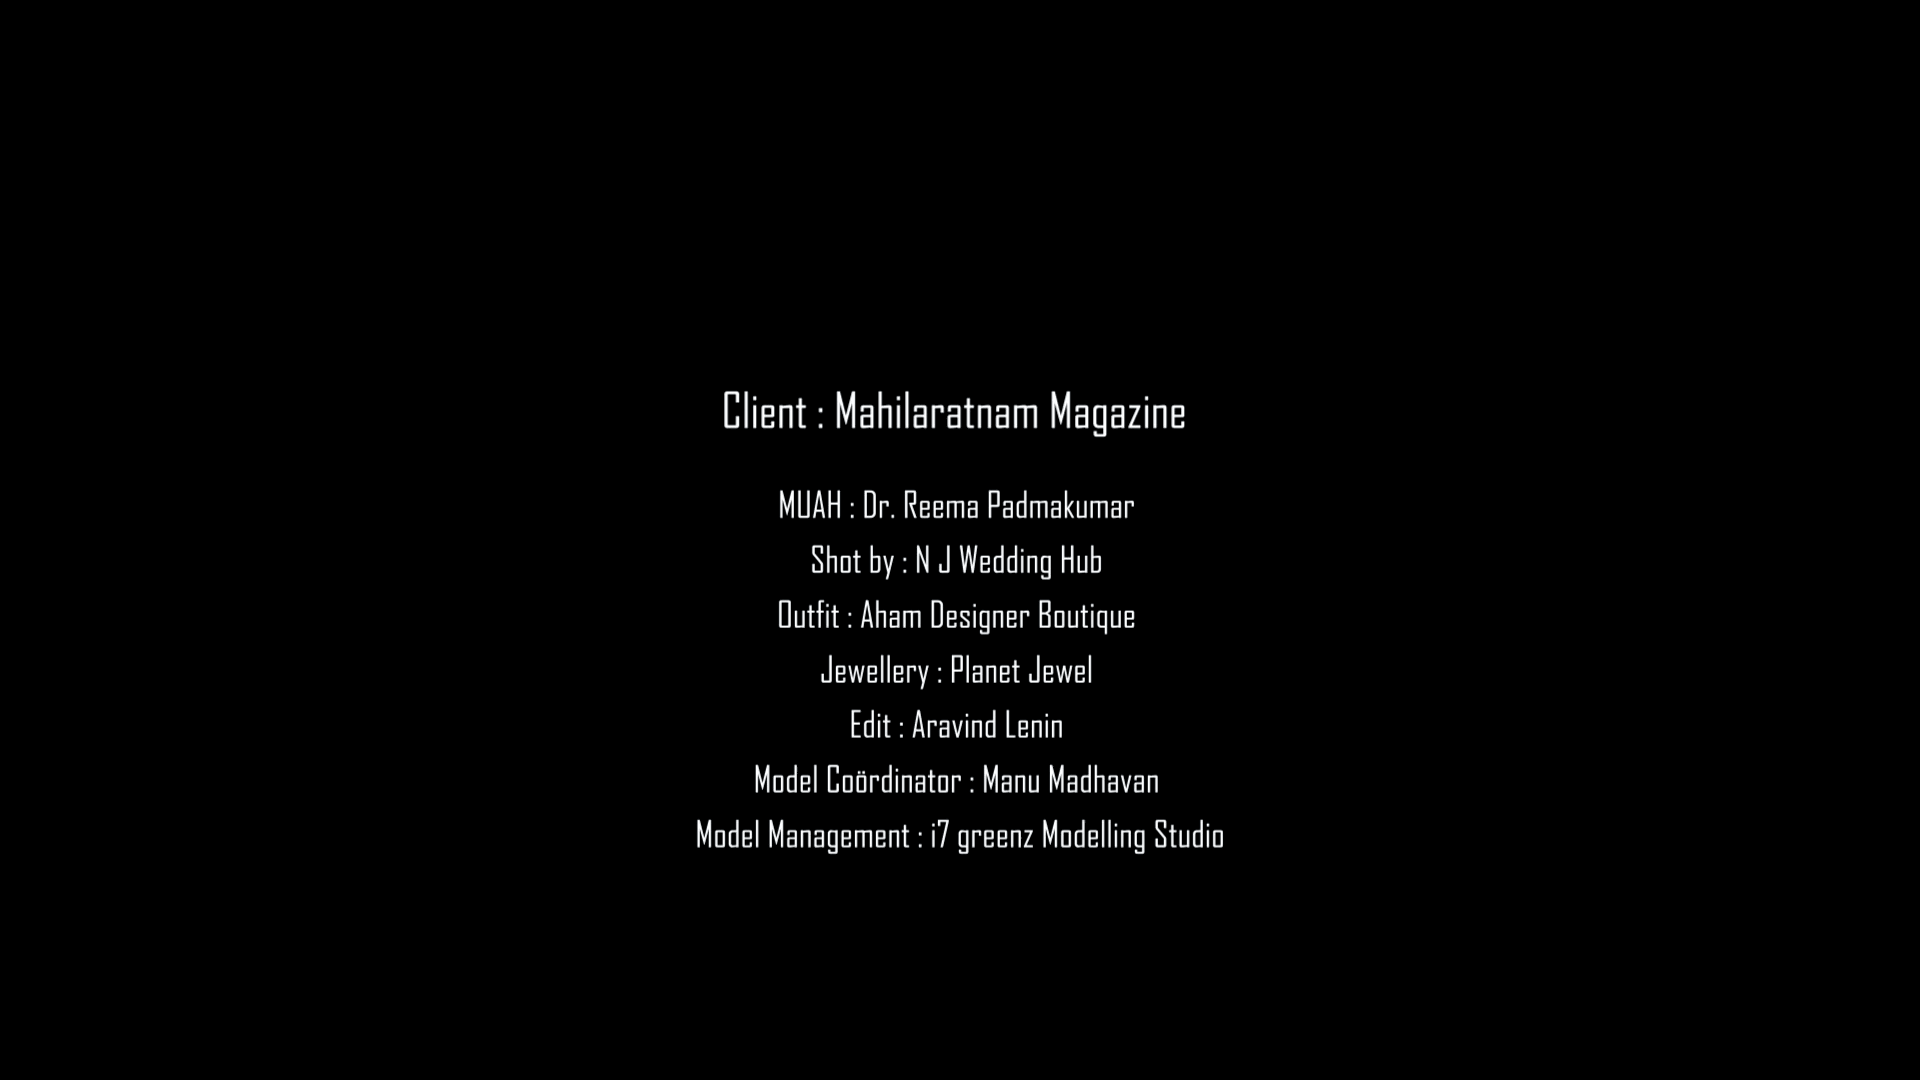 Client : Mahilaratnam Magazine
MUAH : Dr. Reema Padmakumar
Shot by : N J Wedding Hub
Outfit : Aham Designer Boutique
Jewellery : Planet Jewel
Edit : Aravind Lenin
Model Coördinator : Manu Madhavan
Model Management : i7 greenz Modelling Studio